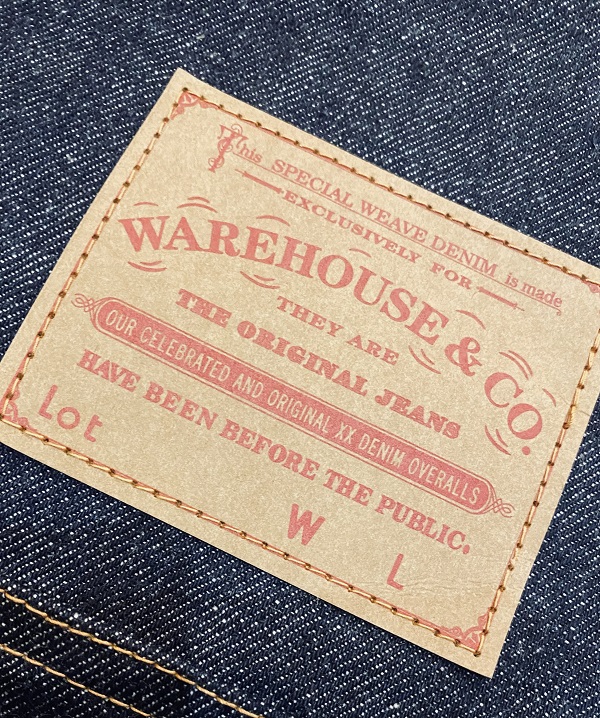 This SPECIAL WEAVE DENIM is made
EXCLUSIVELY FOR
WAREHOUSE & CO.
THEY ARE
THE ORIGINAL JEANS
OUR CELEBRATED AND ORIGINAL XX DENIM OVERALLS
HAVE BEEN BEFORE THE PUBLIC.
Lot W L